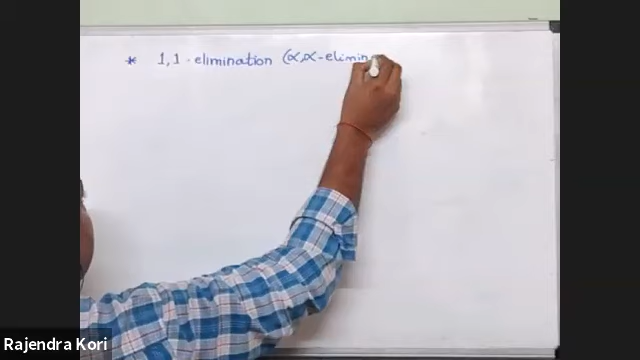 * 1,1 - elimination (α,α-elimin
Rajendra Kori